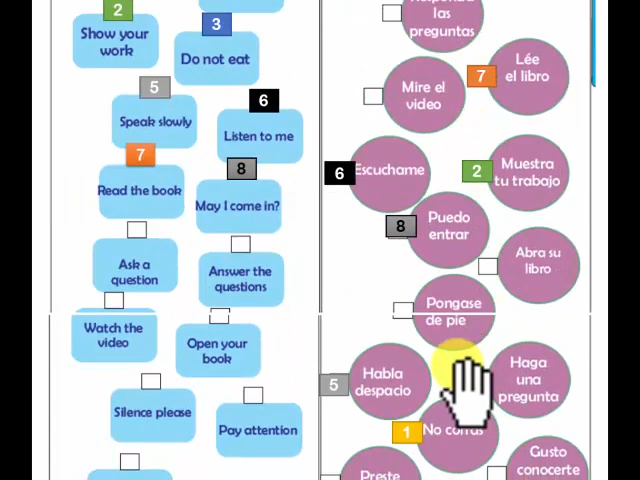 2
Show your
work
3
Do not eat
5
Speak slowly
6
Listen to me
7
Read the book
8
May I come in?
Ask a
question
Answer the
questions
Watch the
video
Open your
book
Silence please
Pay attention
las
preguntas
Mire el
video
7
Lée
el libro
6
Escuchame
2
Muestra
tu trabajo
8
Puedo
entrar
Abra su
libro
Pongase
de pie
5
Habla
despacio
Haga
una
pregunta
1
No corras
Gusto
conocerte
Preste